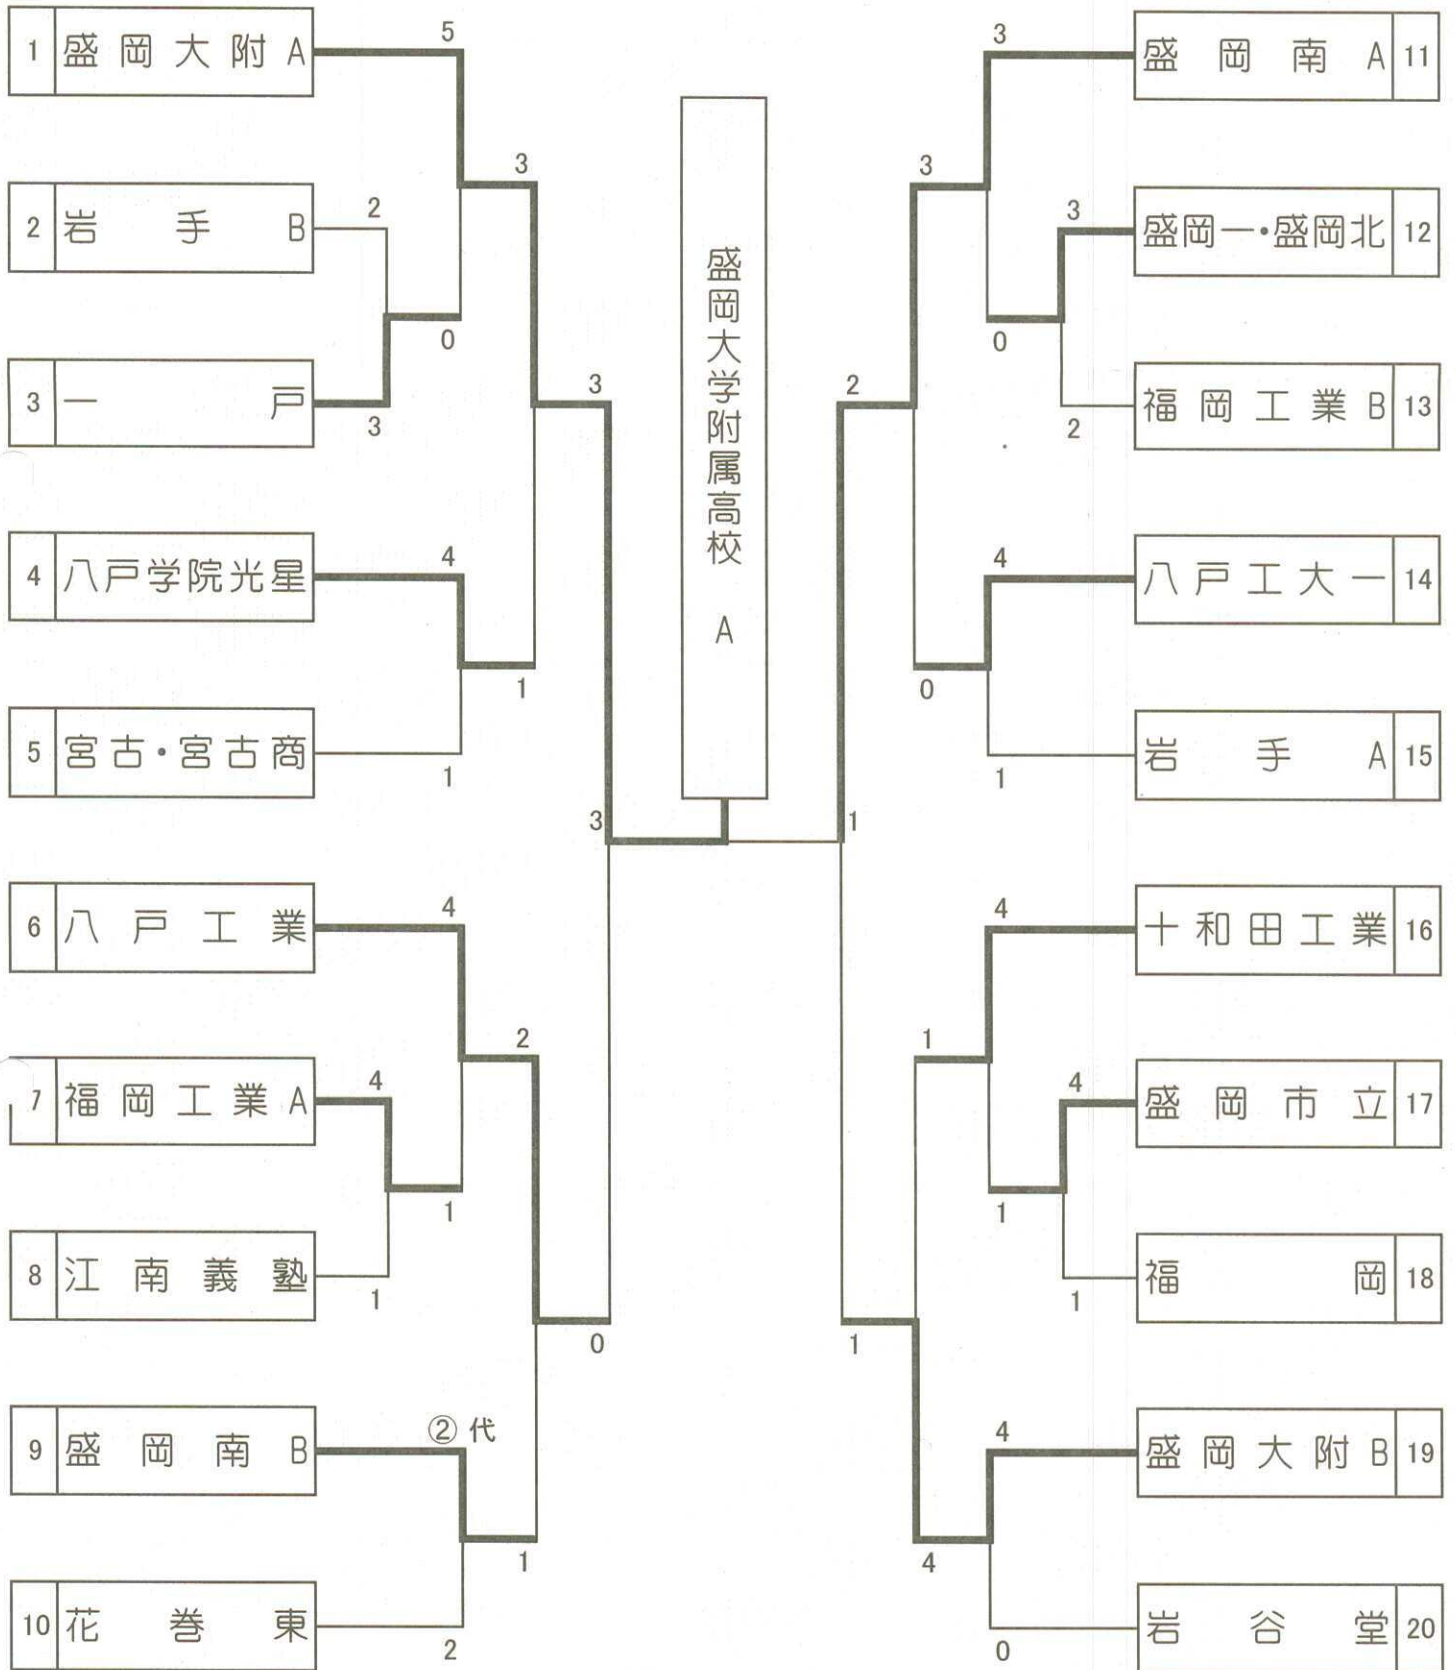 1 盛岡大附A
5
2 岩手B
2
3 一戸
3
0
3
4 八戸学院光星
4
5 宮古・宮古商
1
1
3
6 八戸工業
4
7 福岡工業A
4
8 江南義塾
1
1
2
9 盛岡南B
② 代
10 花巻東
2
1
0
3
盛岡大学附属高校 A
1
盛岡南A 11
3
盛岡一・盛岡北 12
3
福岡工業B 13
2
0
3
八戸工大一 14
4
岩手A 15
1
0
2
十和田工業 16
4
盛岡市立 17
4
福岡 18
1
1
1
盛岡大附B 19
4
岩谷堂 20
0
4
1